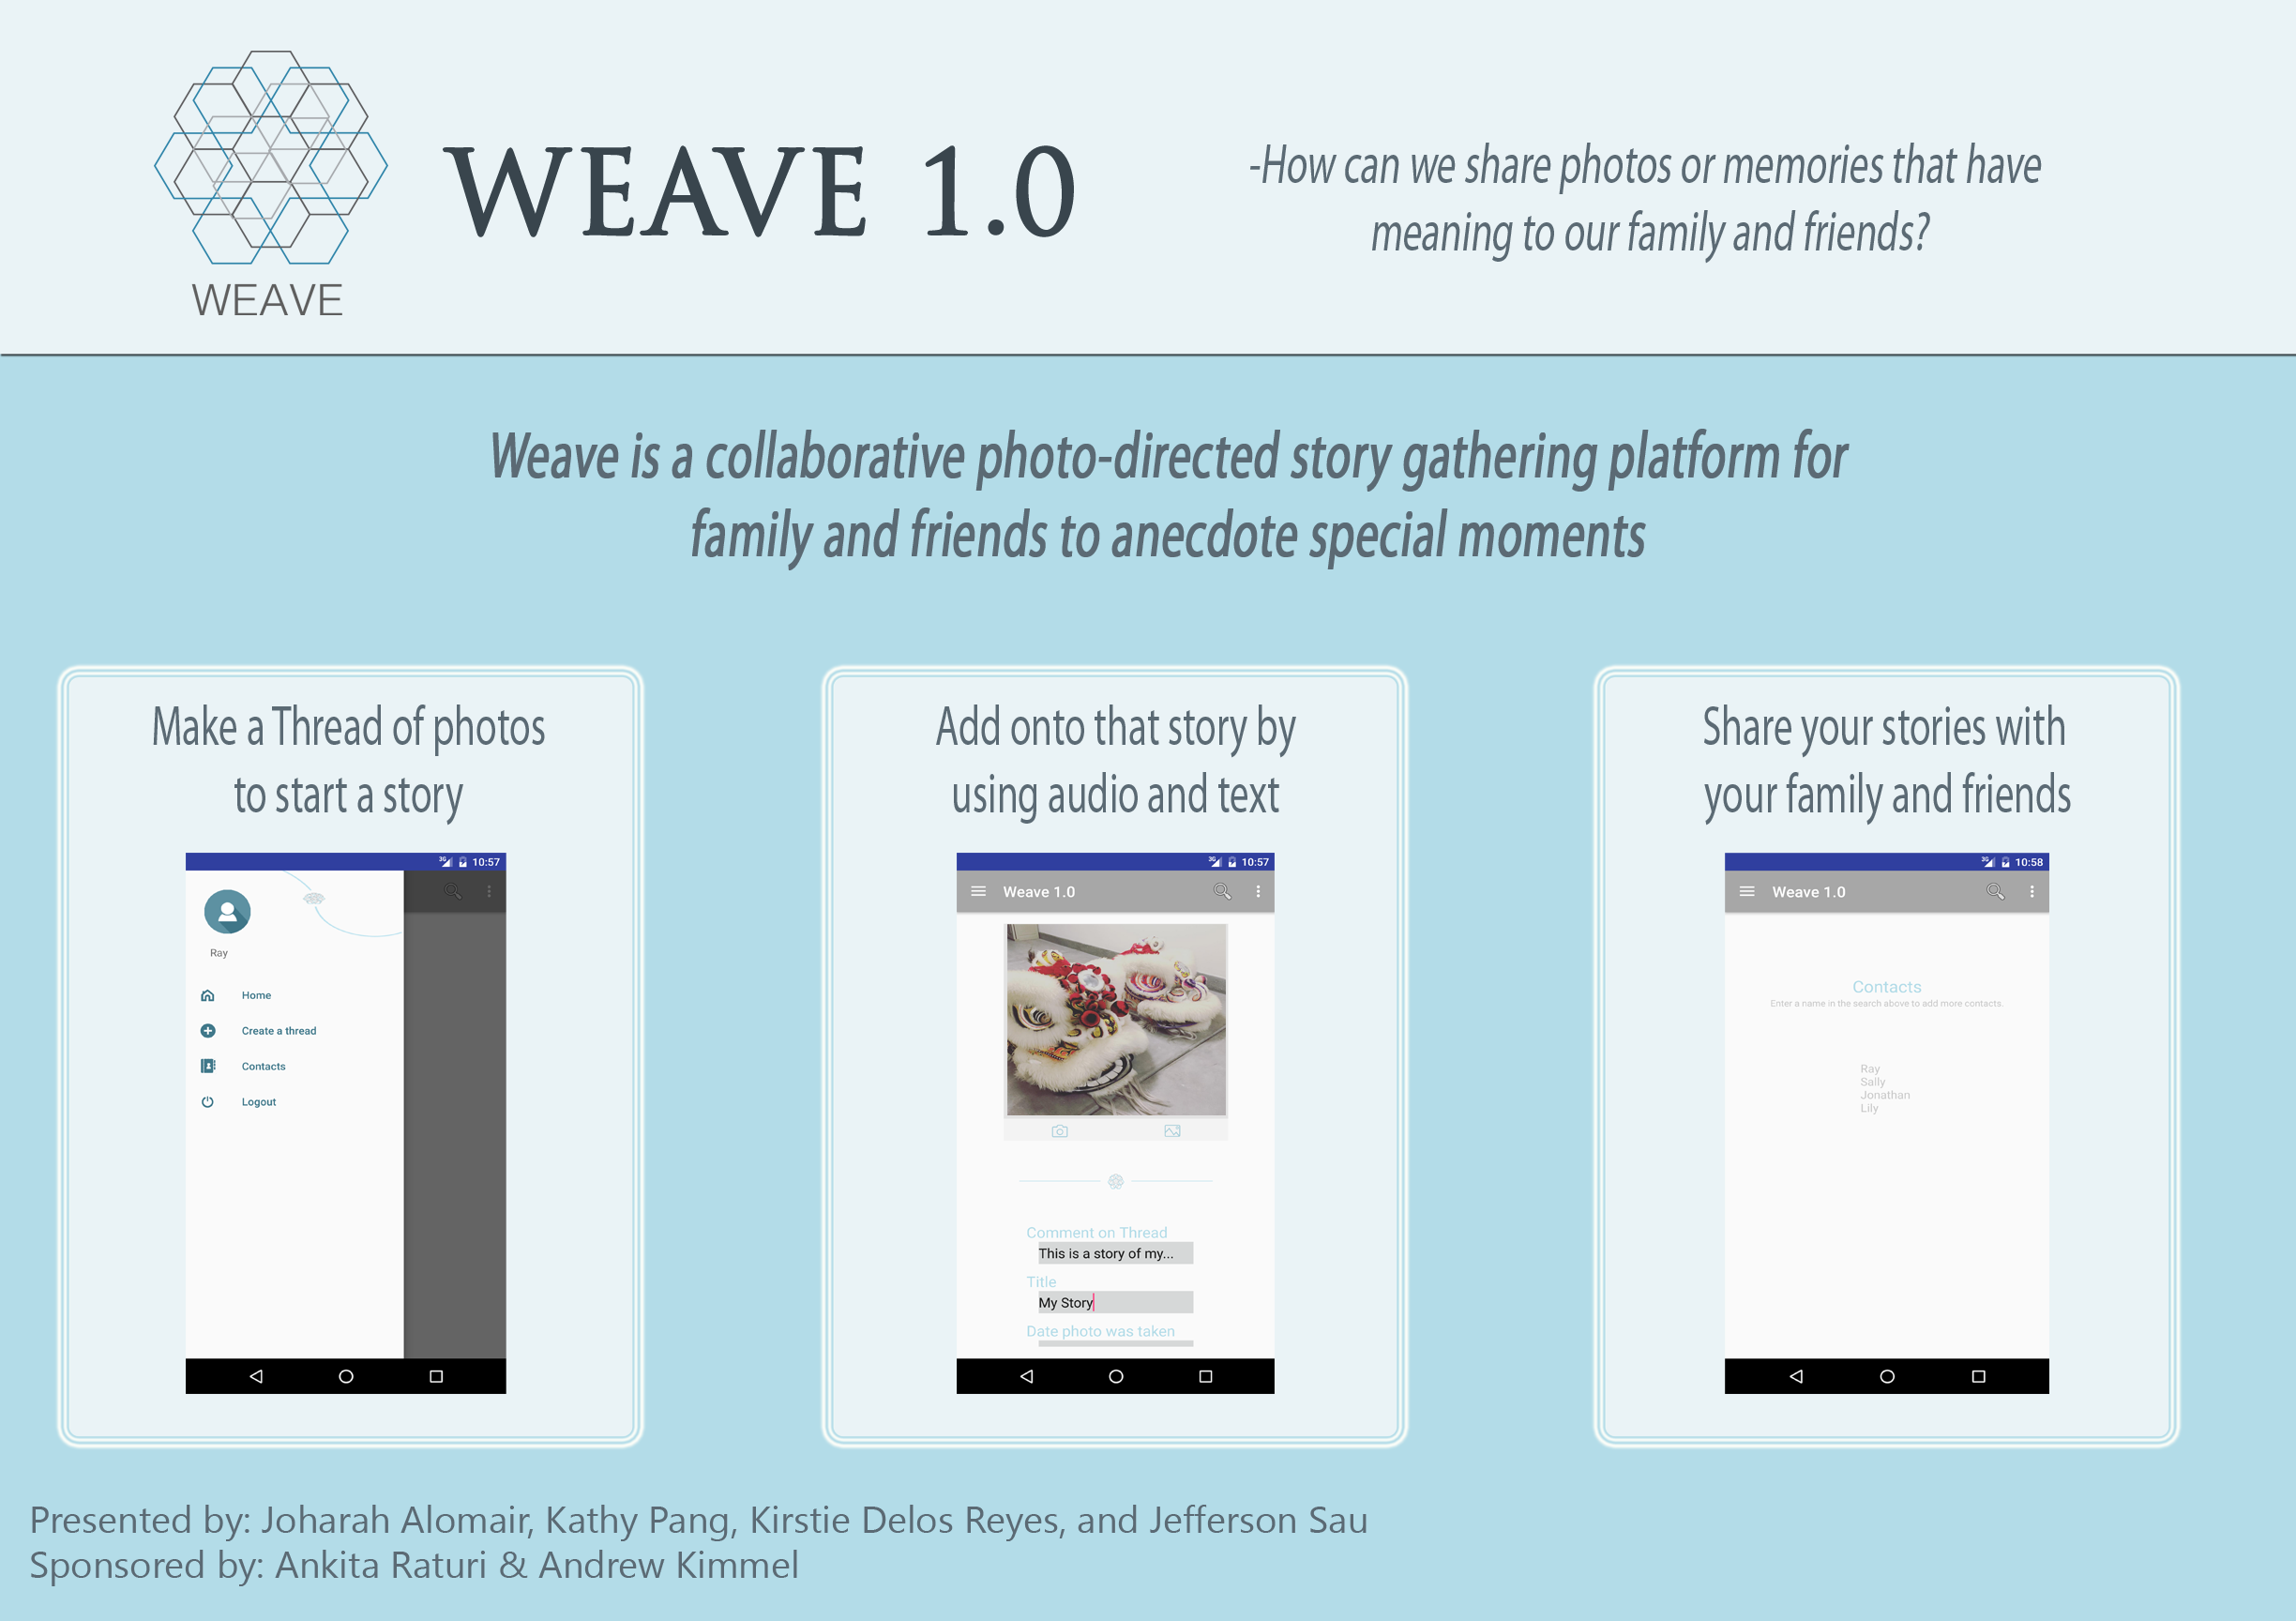 WEAVE
WEAVE 1.0
-How can we share photos or memories that have
meaning to our family and friends?
Weave is a collaborative photo-directed story gathering platform for
family and friends to anecdote special moments
Make a Thread of photos
to start a story
3G 10:57
Ray
Home
Create a thread
Contacts
Logout
Add onto that story by
using audio and text
3G 10:57
Weave 1.0
Comment on Thread
This is a story of my...
Title
My Story
Date photo was taken
Share your stories with
your family and friends
3G 10:58
Weave 1.0
Contacts
Enter a name in the search above to add more contacts.
Ray
Sally
Jonathan
Lily
Presented by: Joharah Alomair, Kathy Pang, Kirstie Delos Reyes, and Jefferson Sau
Sponsored by: Ankita Raturi & Andrew Kimmel